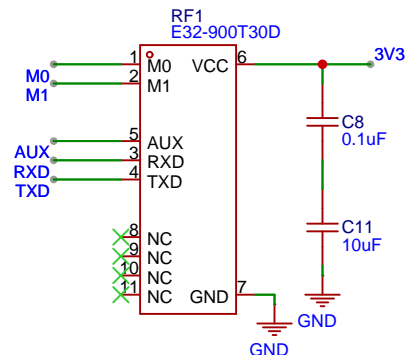 RF1
E32-900T30D
M0
M1
1
M0
2
M1
VCC
6
3V3
C8
0.1uF
AUX
RXD
TXD
5
AUX
3
RXD
4
TXD
C11
10uF
8
NC
9
NC
10
NC
11
NC
GND
7
GND
GND